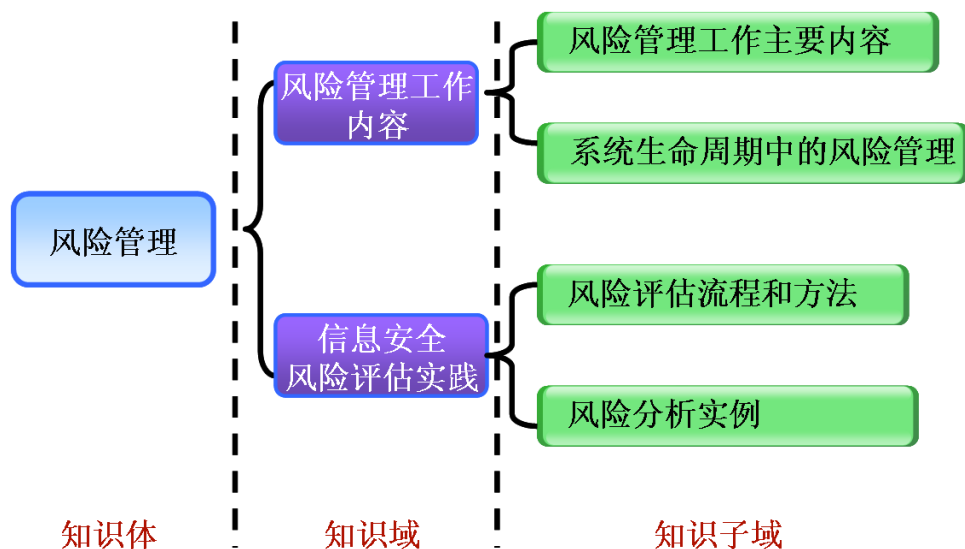 风险管理
风险管理工作
内容
信息安全
风险评估实践
风险管理工作主要内容
系统生命周期中的风险管理
风险评估流程和方法
风险分析实例
知识体
知识域
知识子域